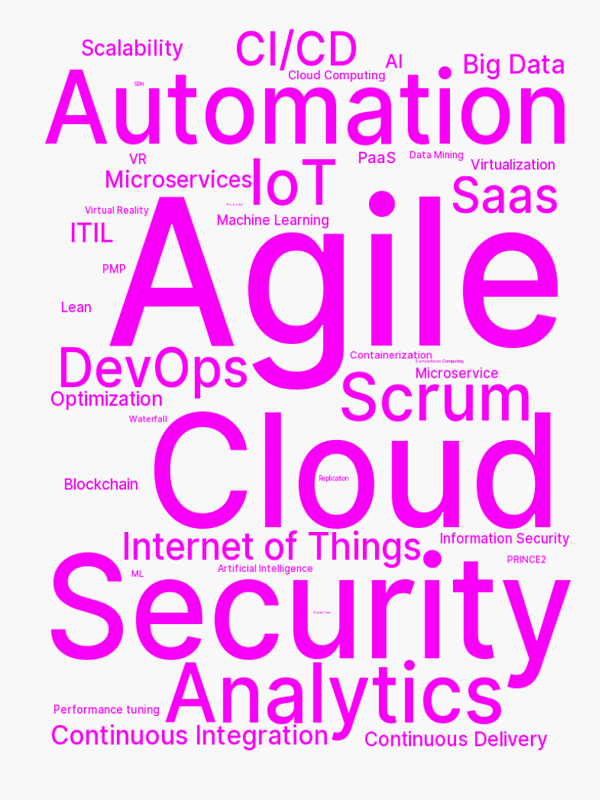 CI/CD
Scalability
AI
Big Data
Cloud Computing
SDN
Automation
VR
PaaS
Data Mining
Virtualization
Microservices
IoT
Saas
Virtual Reality
Machine Learning
ITIL
Agile
PMP
Lean
DevOps
Containerization
Microservice
Optimization
Scrum
Waterfall
Cloud
Replication
Blockchain
Internet of Things
Information Security
PRINCE2
Artificial Intelligence
ML
Security
Analytics
Performance tuning
Continuous Integration
Continuous Delivery